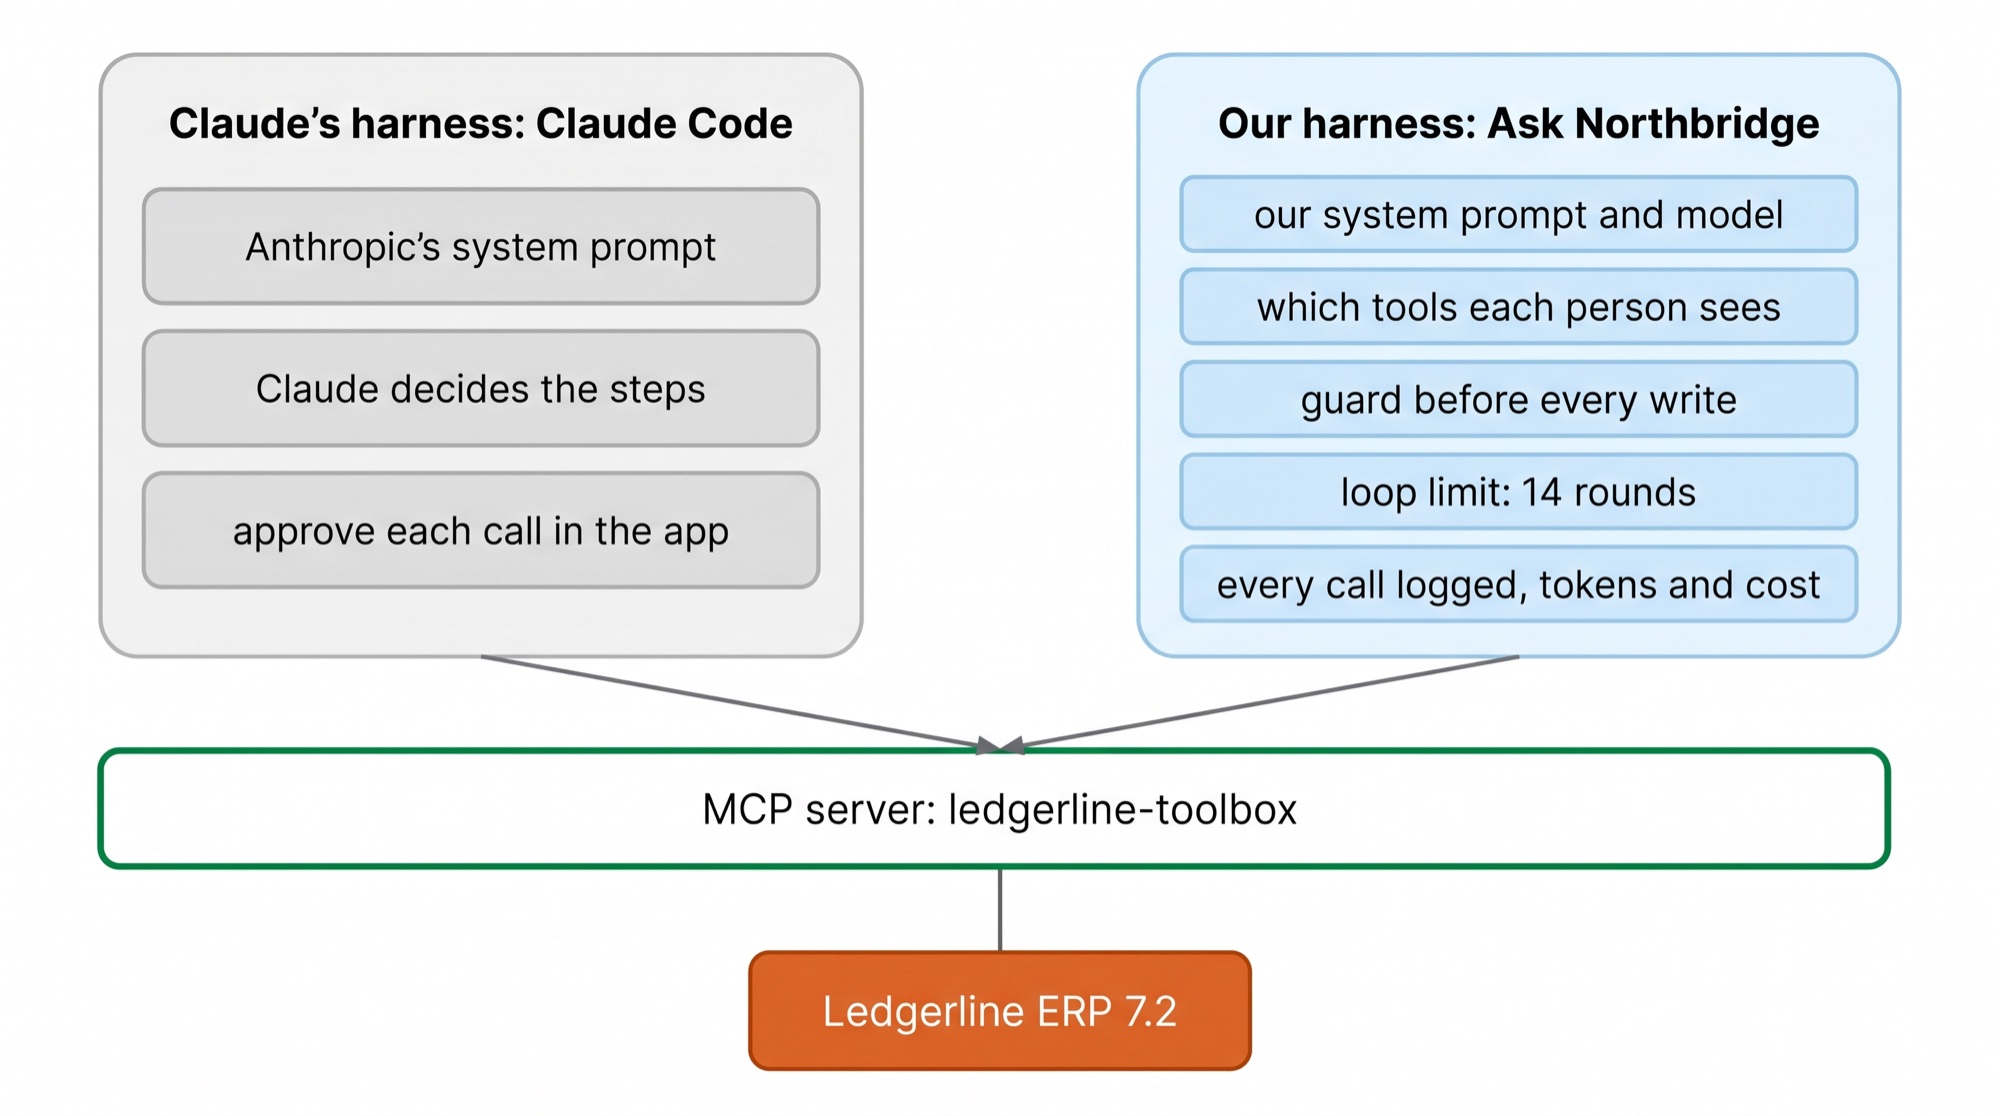 Claude’s harness: Claude Code
Anthropic’s system prompt
Claude decides the steps
approve each call in the app
Our harness: Ask Northbridge
our system prompt and model
which tools each person sees
guard before every write
loop limit: 14 rounds
every call logged, tokens and cost
MCP server: ledgerline-toolbox
Ledgerline ERP 7.2